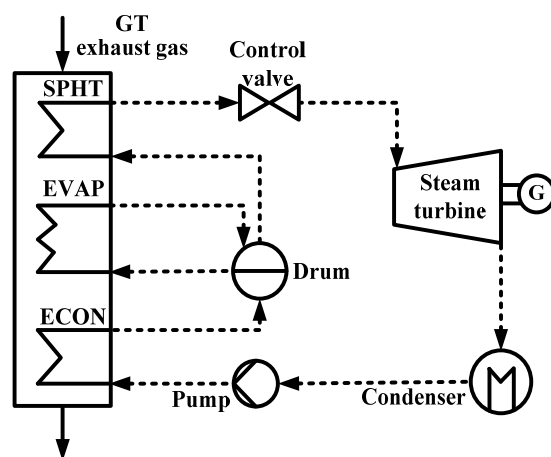 GT
exhaust gas
Control
valve
SPHT
EVAP
Steam
turbine
G
Drum
ECON
Pump
Condenser